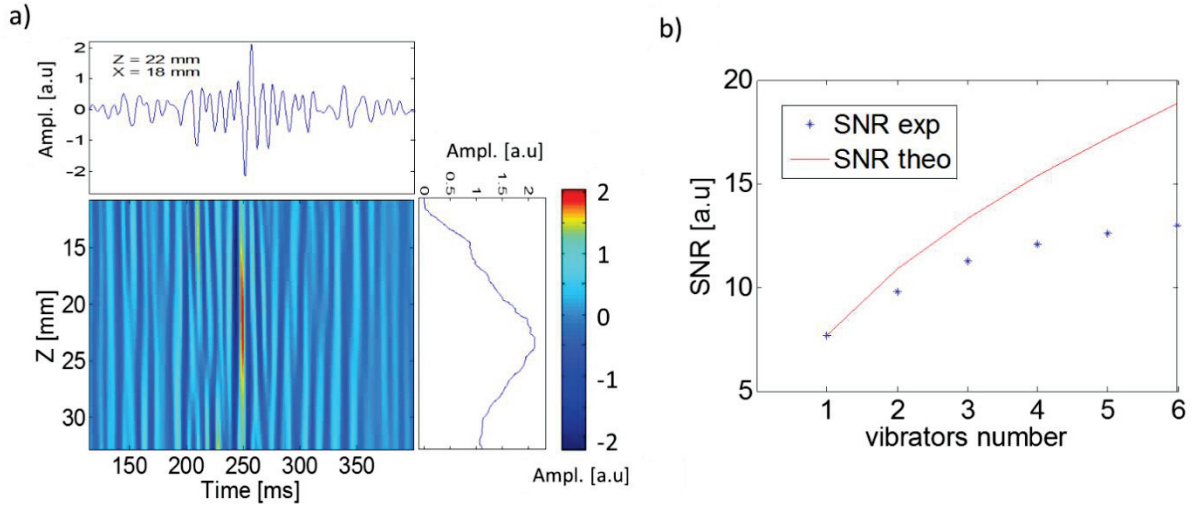 a)
Ampl. [a.u]
2
1
0
-1
-2
Z = 22 mm
X = 18 mm
Ampl. [a.u]
0
0.5
1
1.5
2
Z [mm]
15
20
25
30
150
200
250
300
350
Time [ms]
2
1
0
-1
-2
Ampl. [a.u]
b)
SNR [a.u]
20
15
10
5
SNR exp
SNR theo
1
2
3
4
5
6
vibrators number